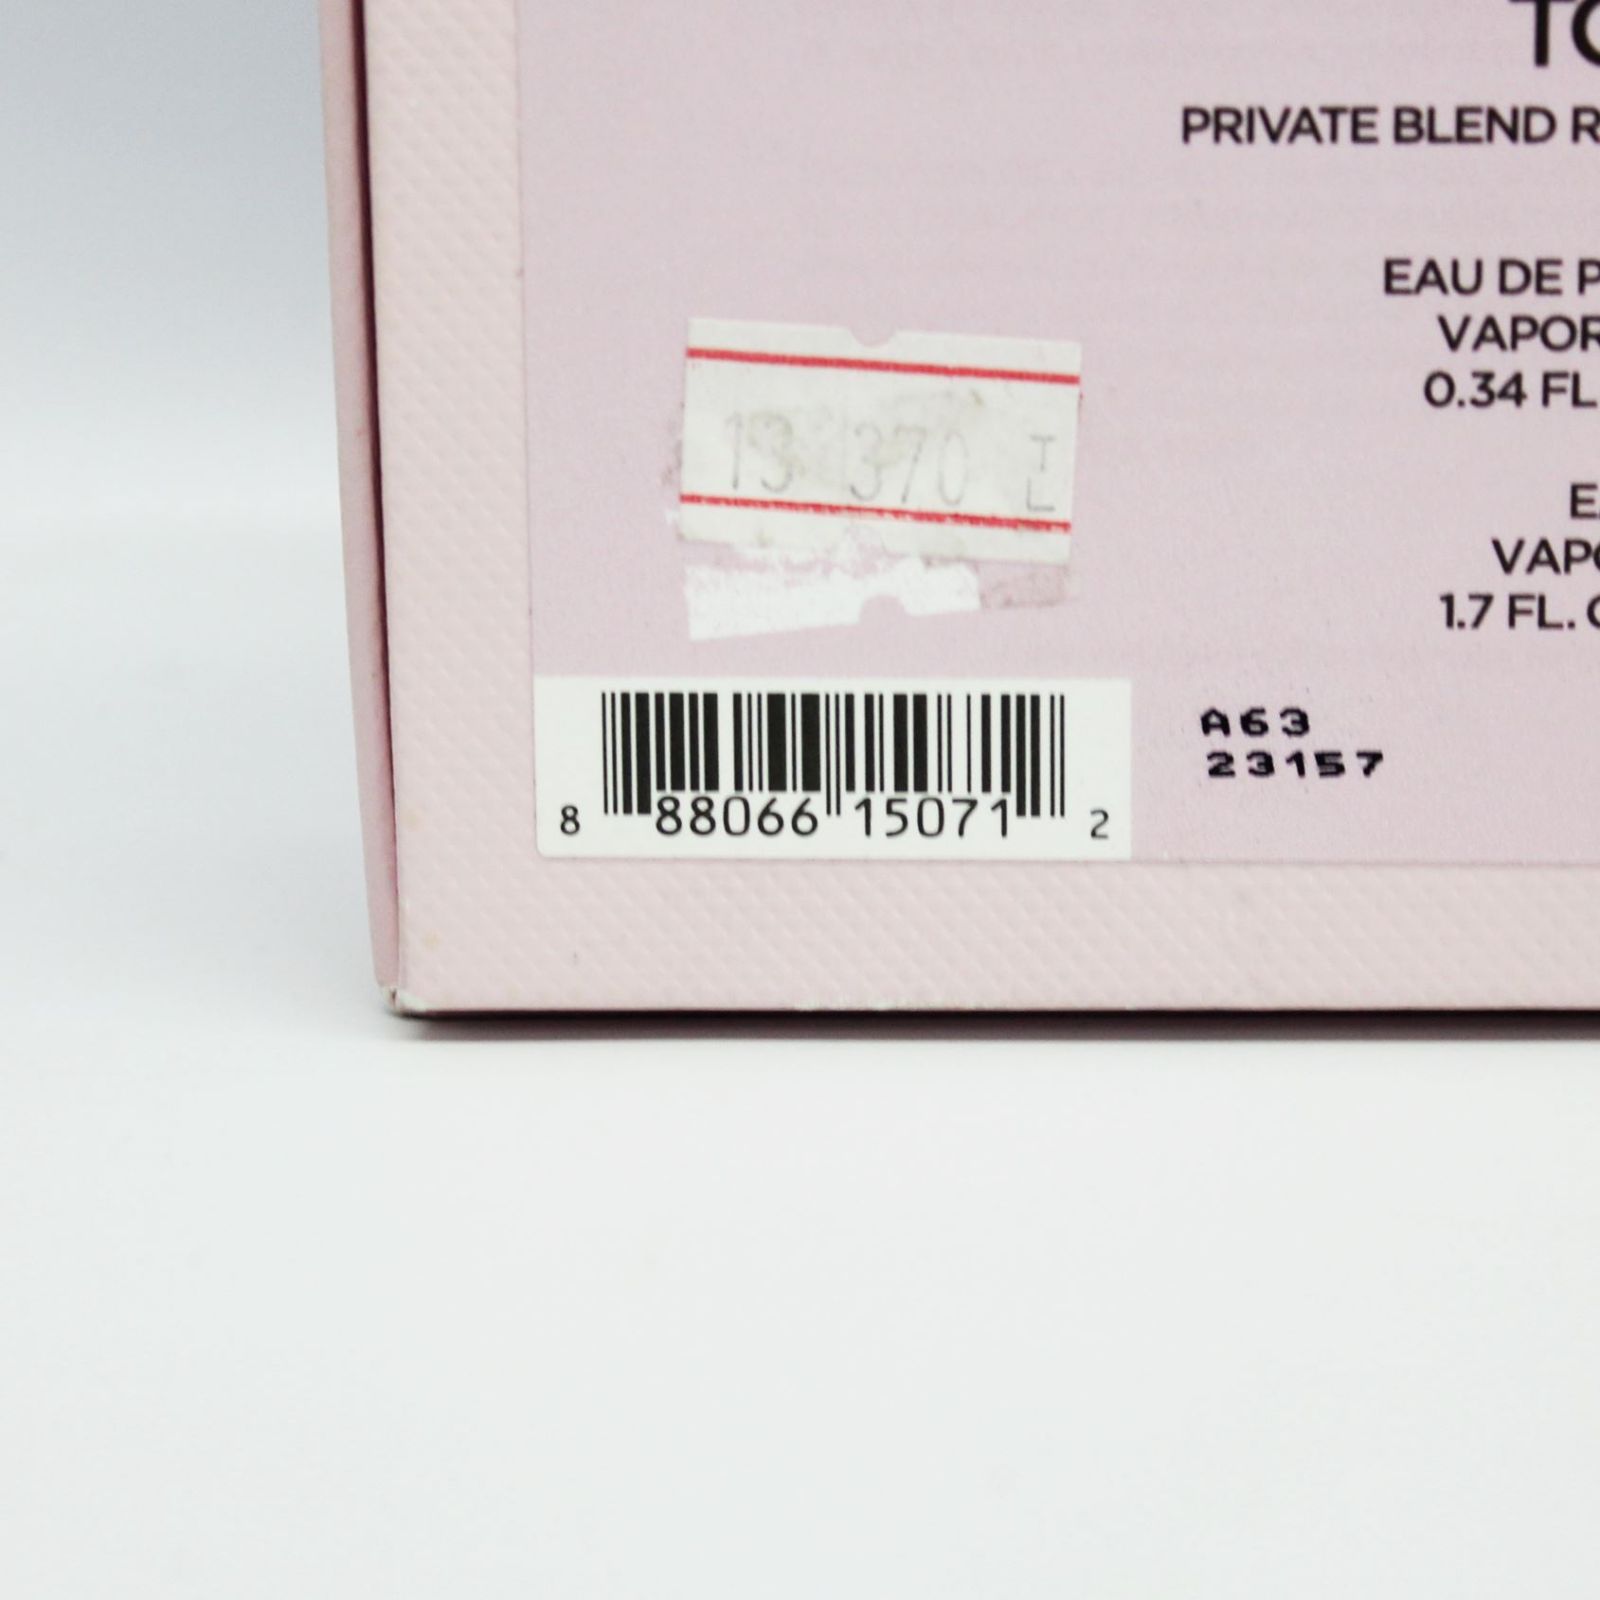 TO
PRIVATE BLEND R
EAU DE P
VAPOR
0.34 FL
13 370 TL
E
VAPO
1.7 FL. O
A63
23157
8 88066 15071 2